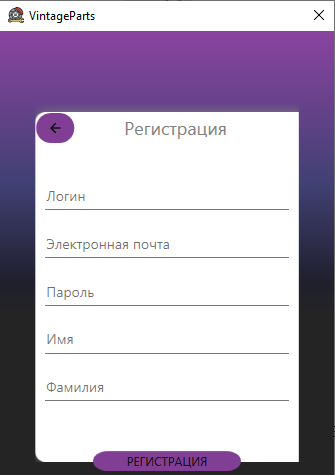 VintageParts
Регистрация
Логин
Электронная почта
Пароль
Имя
Фамилия
РЕГИСТРАЦИЯ